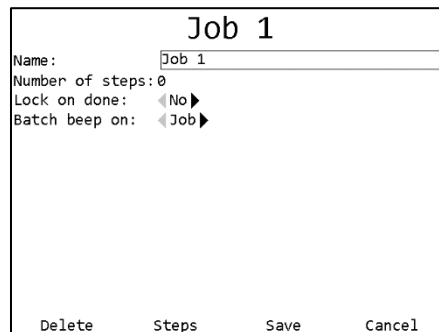 Job 1
Name: Job 1
Number of steps:0
Lock on done: No
Batch beep on: Job
Delete Steps Save Cancel